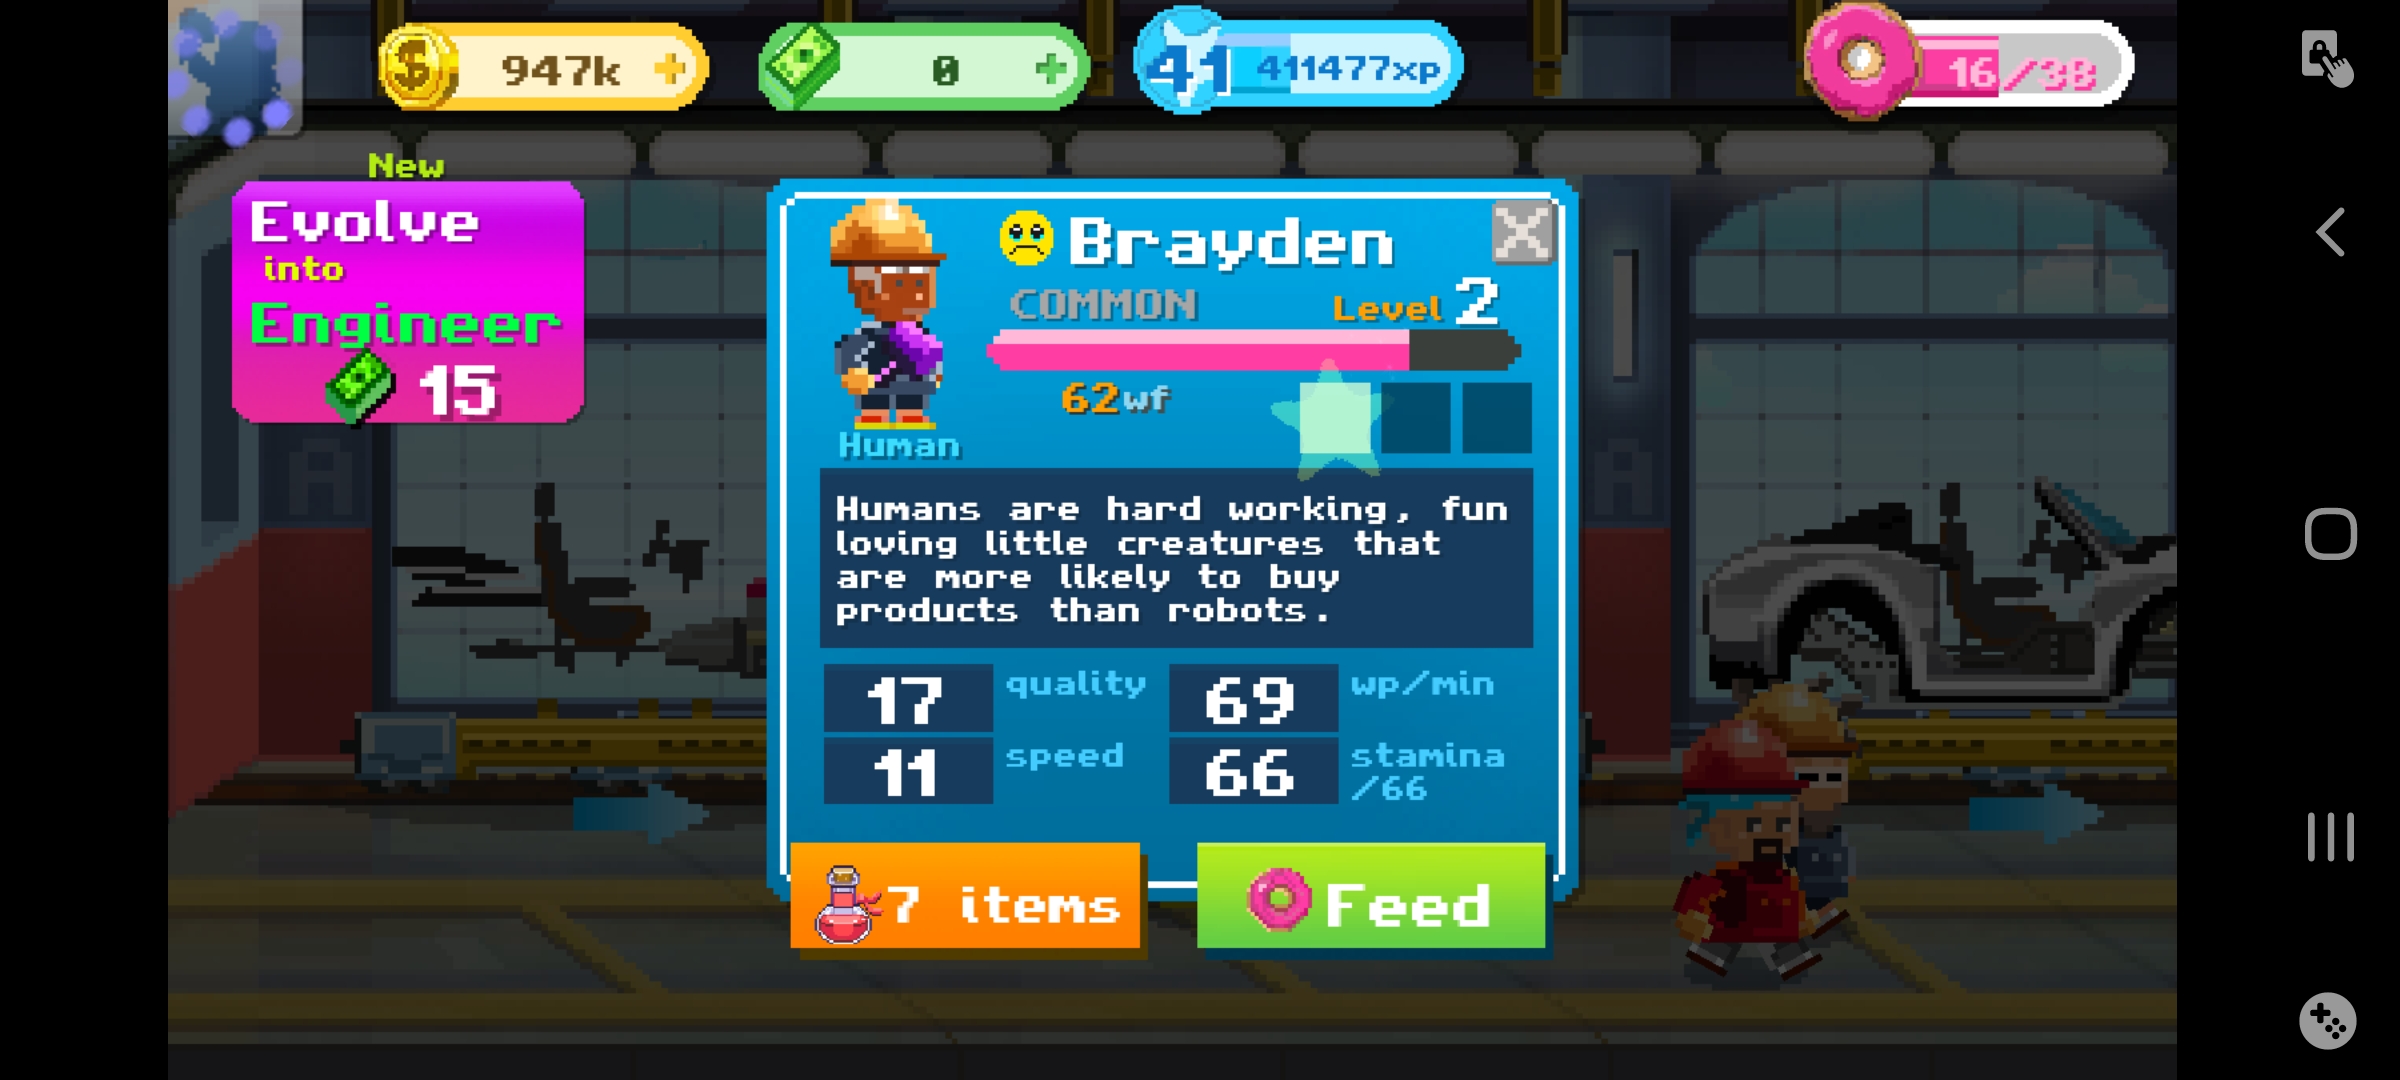 947k
0
41 411477xp
16/38
New
Evolve
into
Engineer
15
Brayden
COMMON Level 2
62wf
Human
Humans are hard working, fun
loving little creatures that
are more likely to buy
products than robots.
17 quality 69 wp/min
11 speed 66 stamina
/66
7 items Feed